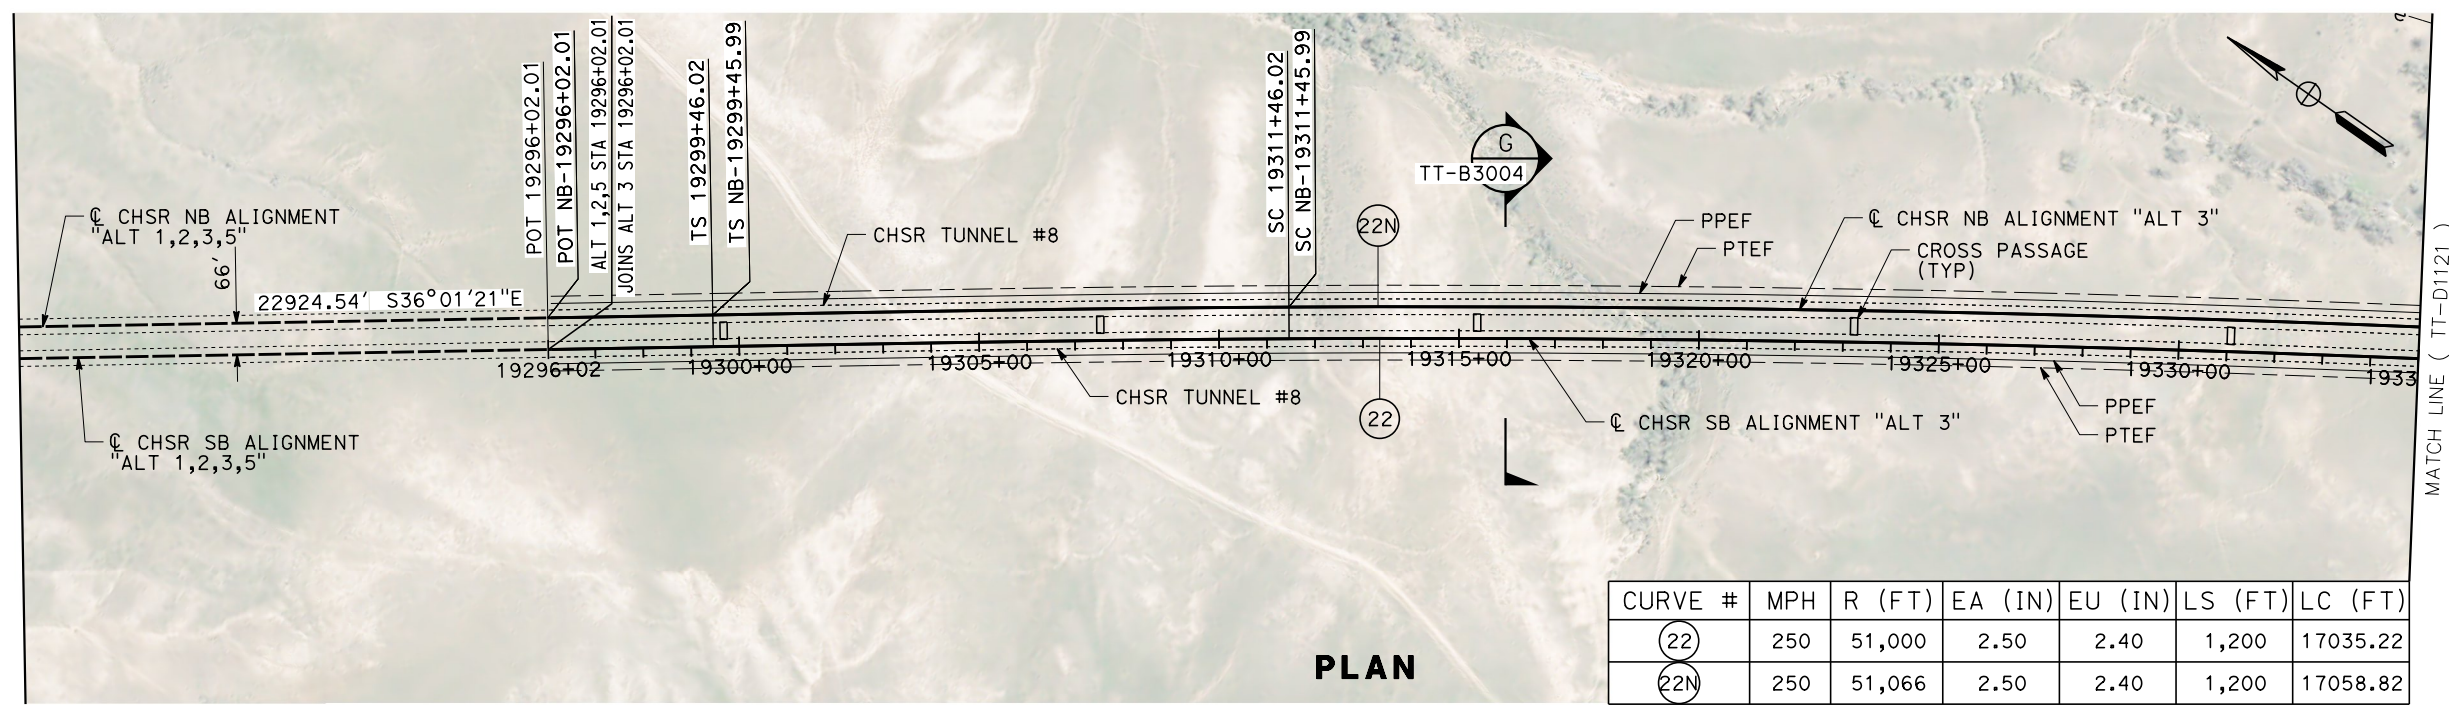 POT 19296+02.01
POT NB-19296+02.01
ALT 1,2,5 STA 19296+02.01
JOINS ALT 3 STA 19296+02.01
TS 19299+46.02
TS NB-19299+45.99
SC 19311+46.02
SC NB-19311+45.99
G
TT-B3004
℄ CHSR NB ALIGNMENT
"ALT 1,2,3,5"
66'
22924.54' S36°01'21"E
CHSR TUNNEL #8
22N
PPEF
PTEF
℄ CHSR NB ALIGNMENT "ALT 3"
CROSS PASSAGE
(TYP)
19296+02
19300+00
19305+00
19310+00
19315+00
19320+00
19325+00
19330+00
1933
MATCH LINE ( TT-D1121 )
℄ CHSR SB ALIGNMENT
"ALT 1,2,3,5"
CHSR TUNNEL #8
22
℄ CHSR SB ALIGNMENT "ALT 3"
PPEF
PTEF
PLAN
CURVE # MPH R (FT) EA (IN) EU (IN) LS (FT) LC (FT)
22 250 51,000 2.50 2.40 1,200 17035.22
22N 250 51,066 2.50 2.40 1,200 17058.82